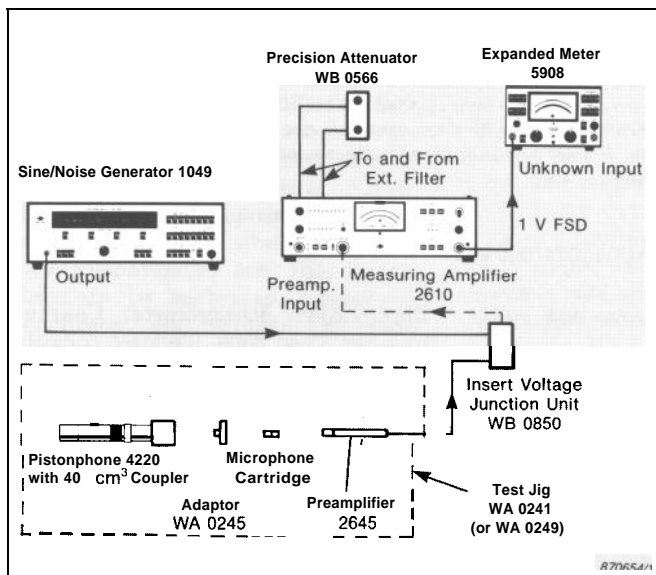 Precision Attenuator
WB 0566
Expanded Meter
5908
To and From
Ext. Filter
Unknown Input
Sine/Noise Generator 1049
1 V FSD
Output
Preamp.
Input
Measuring Amplifier
2610
Insert Voltage
Junction Unit
WB 0850
Pistonphone 4220
with 40 cm³ Coupler
Adaptor
WA 0245
Microphone
Cartridge
Preamplifier
2645
Test Jig
WA 0241
(or WA 0249)
870654/1